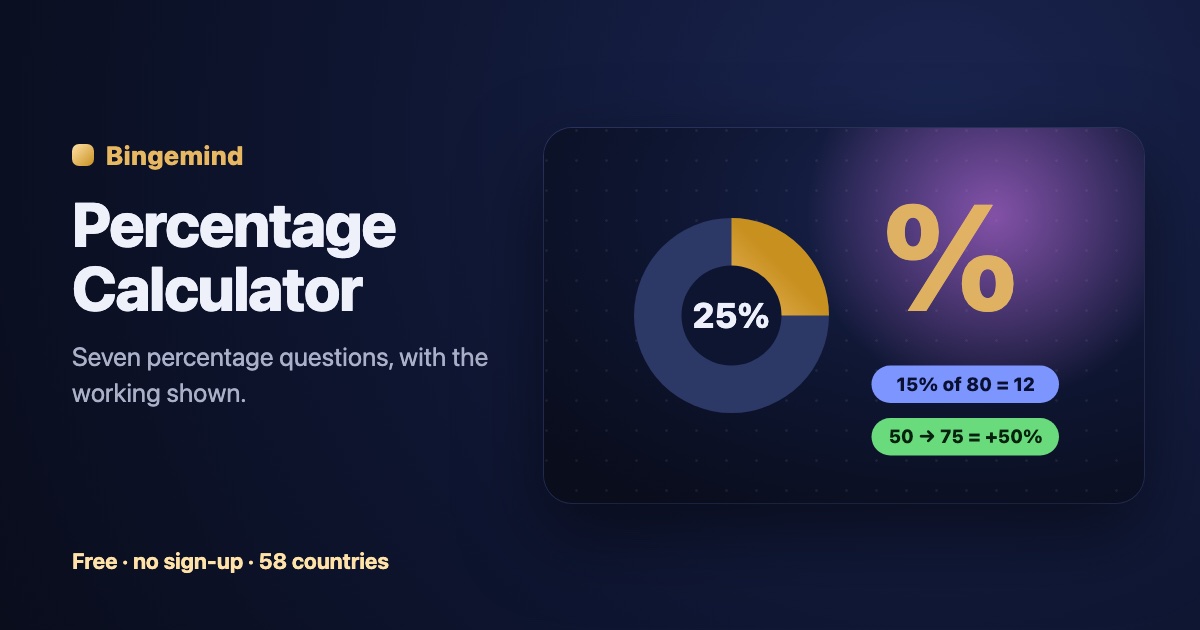 Bingemind
Percentage
Calculator
Seven percentage questions, with the
working shown.
Free · no sign-up · 58 countries
25%
%
15% of 80 = 12
50 → 75 = +50%